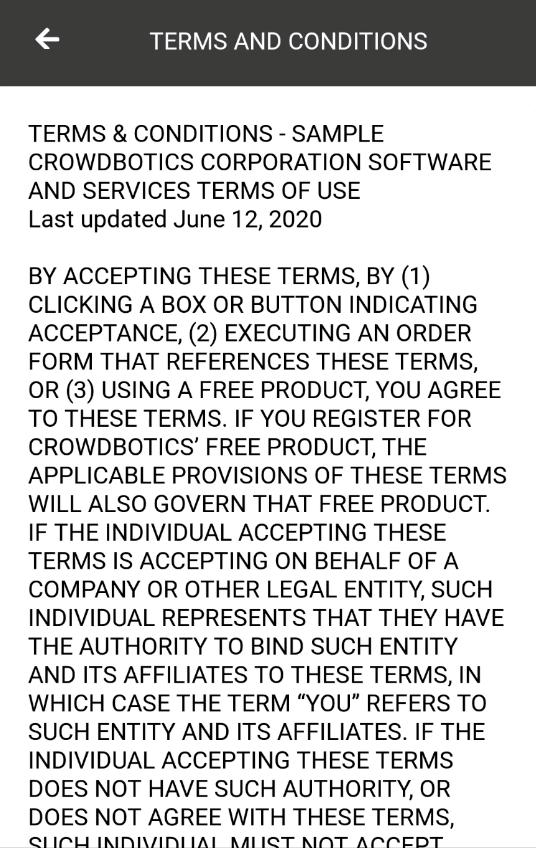 TERMS AND CONDITIONS
TERMS & CONDITIONS - SAMPLE
CROWDBOTICS CORPORATION SOFTWARE
AND SERVICES TERMS OF USE
Last updated June 12, 2020
BY ACCEPTING THESE TERMS, BY (1)
CLICKING A BOX OR BUTTON INDICATING
ACCEPTANCE, (2) EXECUTING AN ORDER
FORM THAT REFERENCES THESE TERMS,
OR (3) USING A FREE PRODUCT, YOU AGREE
TO THESE TERMS. IF YOU REGISTER FOR
CROWDBOTICS’ FREE PRODUCT, THE
APPLICABLE PROVISIONS OF THESE TERMS
WILL ALSO GOVERN THAT FREE PRODUCT.
IF THE INDIVIDUAL ACCEPTING THESE
TERMS IS ACCEPTING ON BEHALF OF A
COMPANY OR OTHER LEGAL ENTITY, SUCH
INDIVIDUAL REPRESENTS THAT THEY HAVE
THE AUTHORITY TO BIND SUCH ENTITY
AND ITS AFFILIATES TO THESE TERMS, IN
WHICH CASE THE TERM “YOU” REFERS TO
SUCH ENTITY AND ITS AFFILIATES. IF THE
INDIVIDUAL ACCEPTING THESE TERMS
DOES NOT HAVE SUCH AUTHORITY, OR
DOES NOT AGREE WITH THESE TERMS,
SUCH INDIVIDUAL MUST NOT ACCEPT